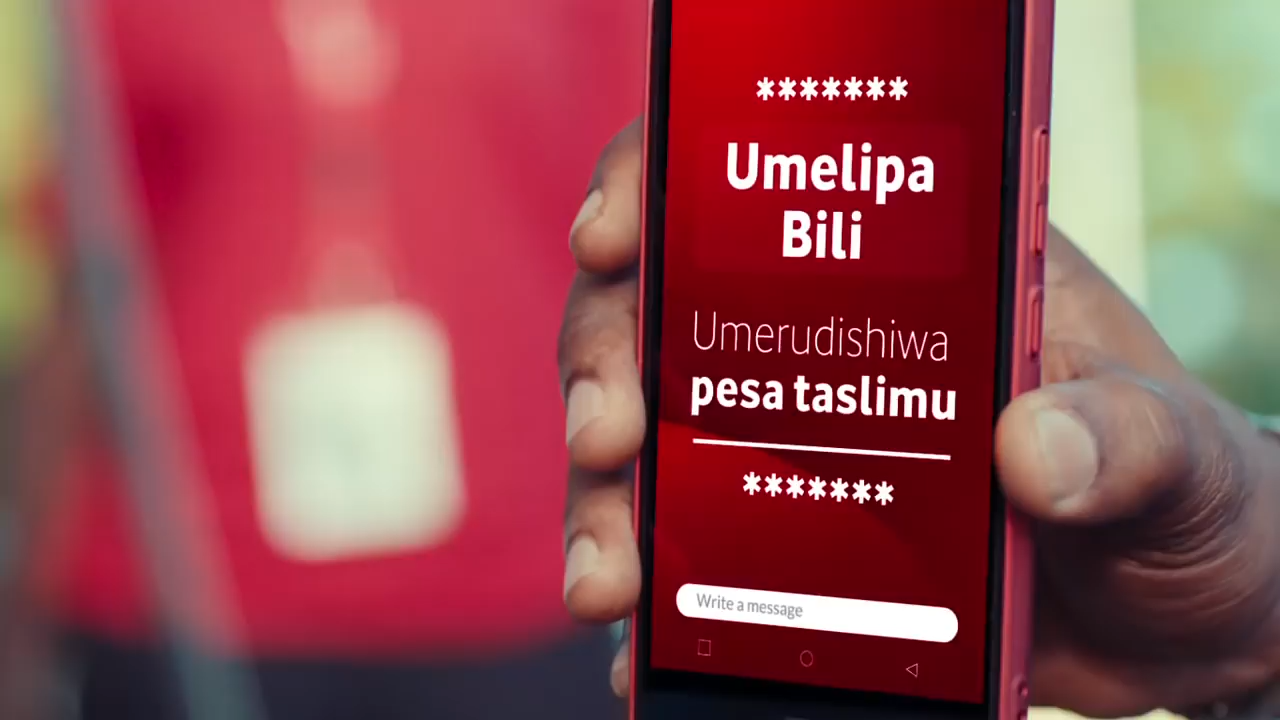 *******
Umelipa
Bili
Umerudishiwa
pesa taslimu
*******
Write a message